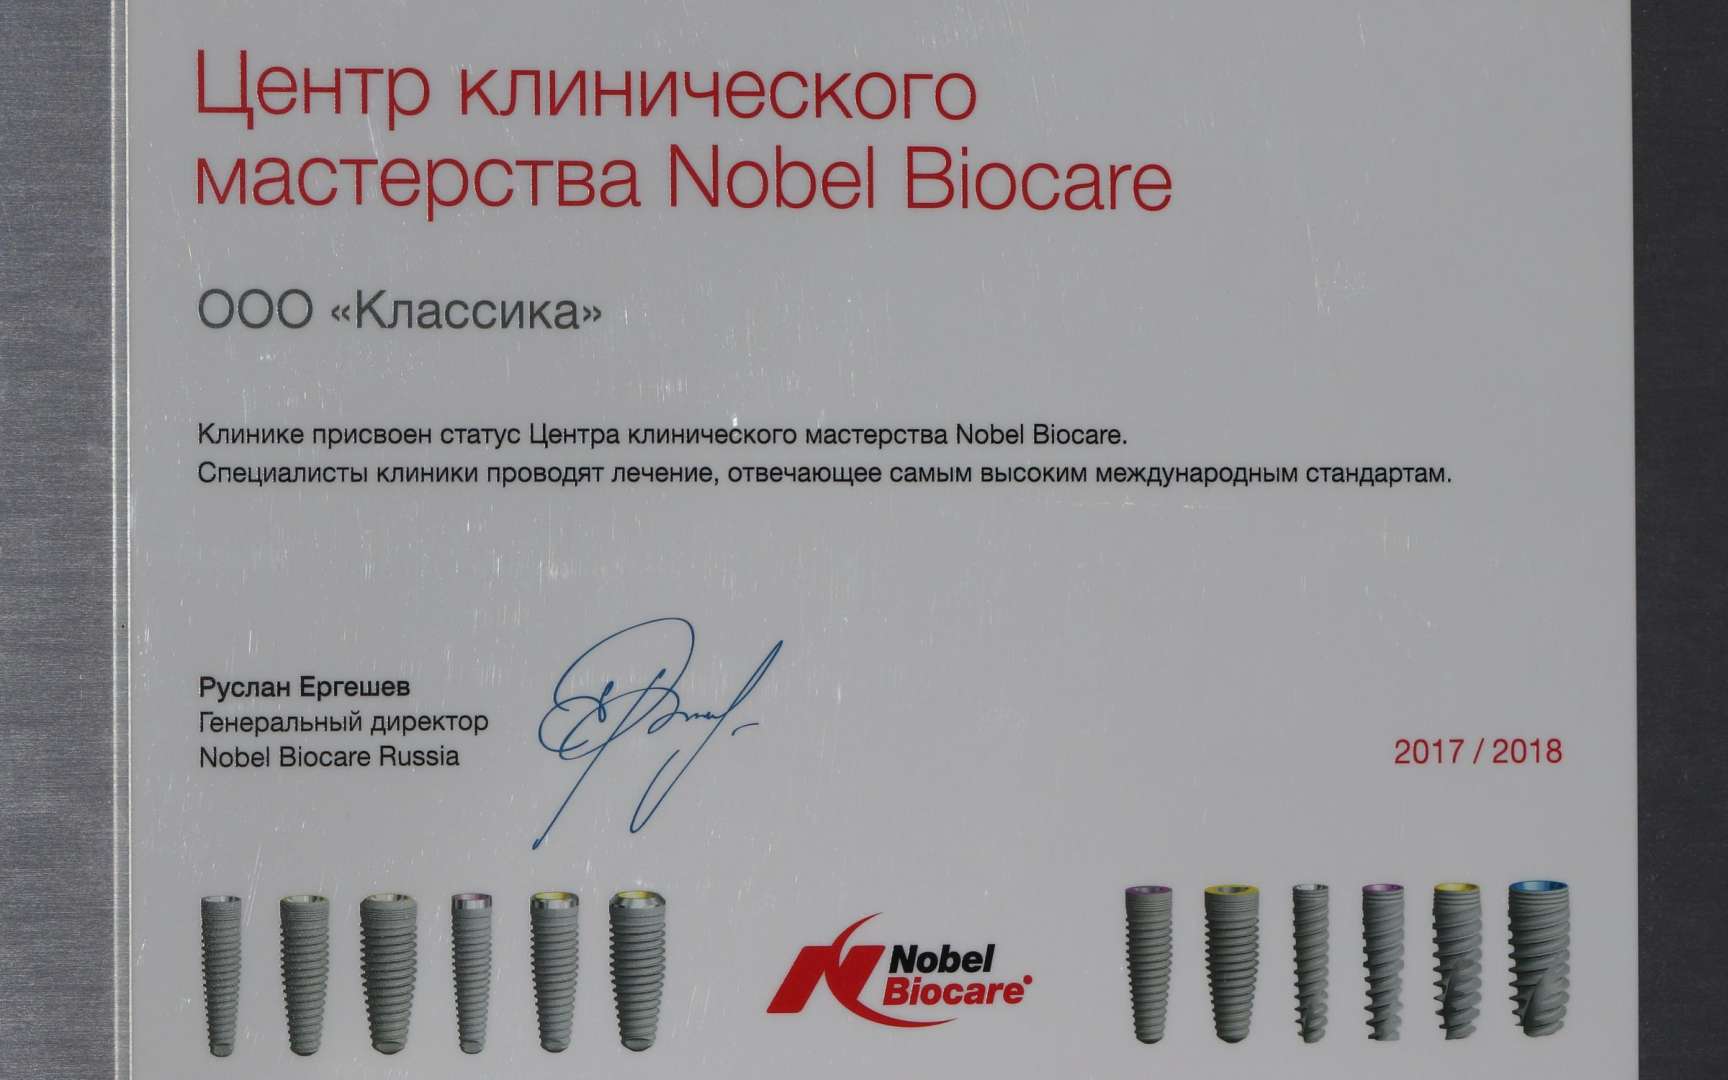 Центр клинического
мастерства Nobel Biocare
ООО «Классика»
Клинике присвоен статус Центра клинического мастерства Nobel Biocare.
Специалисты клиники проводят лечение, отвечающее самым высоким международным стандартам.
Руслан Ергешев
Генеральный директор
Nobel Biocare Russia
2017 / 2018
Nobel
Biocare